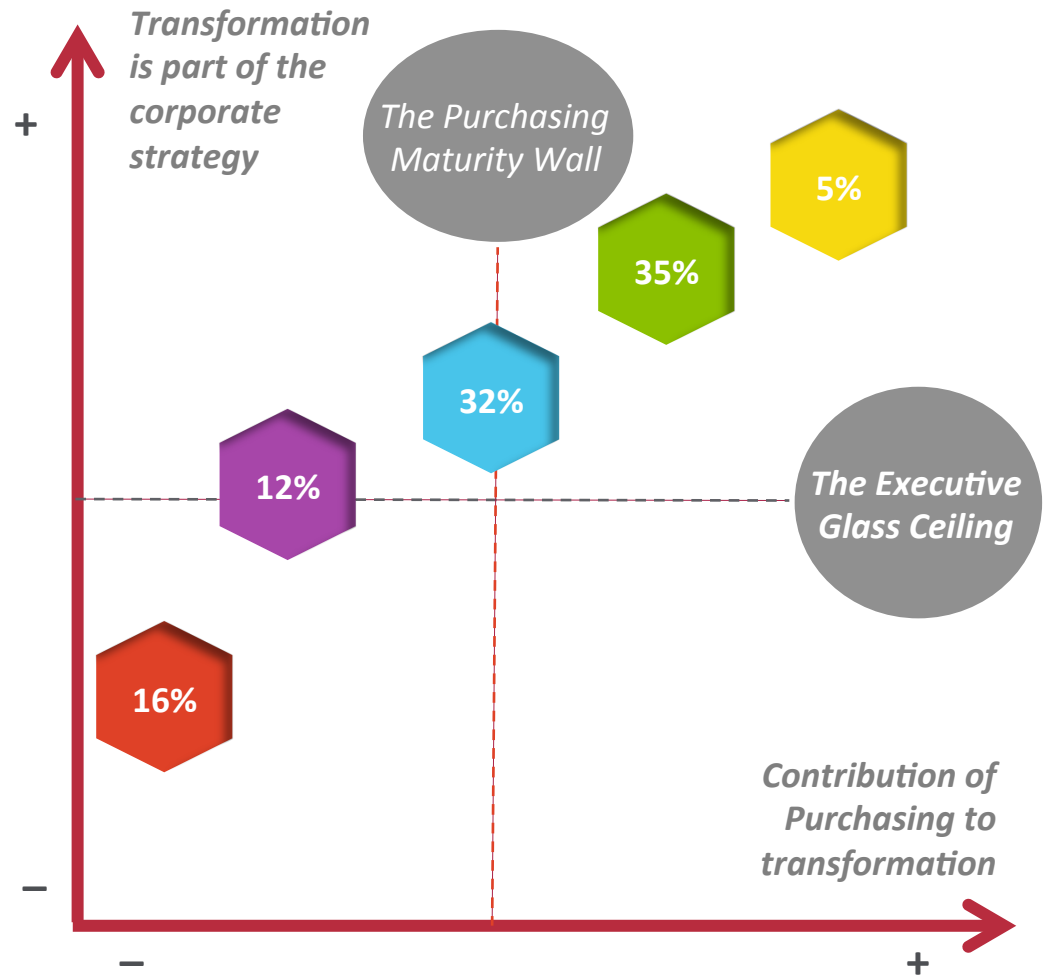 Transformation
is part of the
corporate
strategy
+
The Purchasing
Maturity Wall
5%
35%
32%
12%
The Executive
Glass Ceiling
16%
Contribution of
Purchasing to
transformation
–
–
+